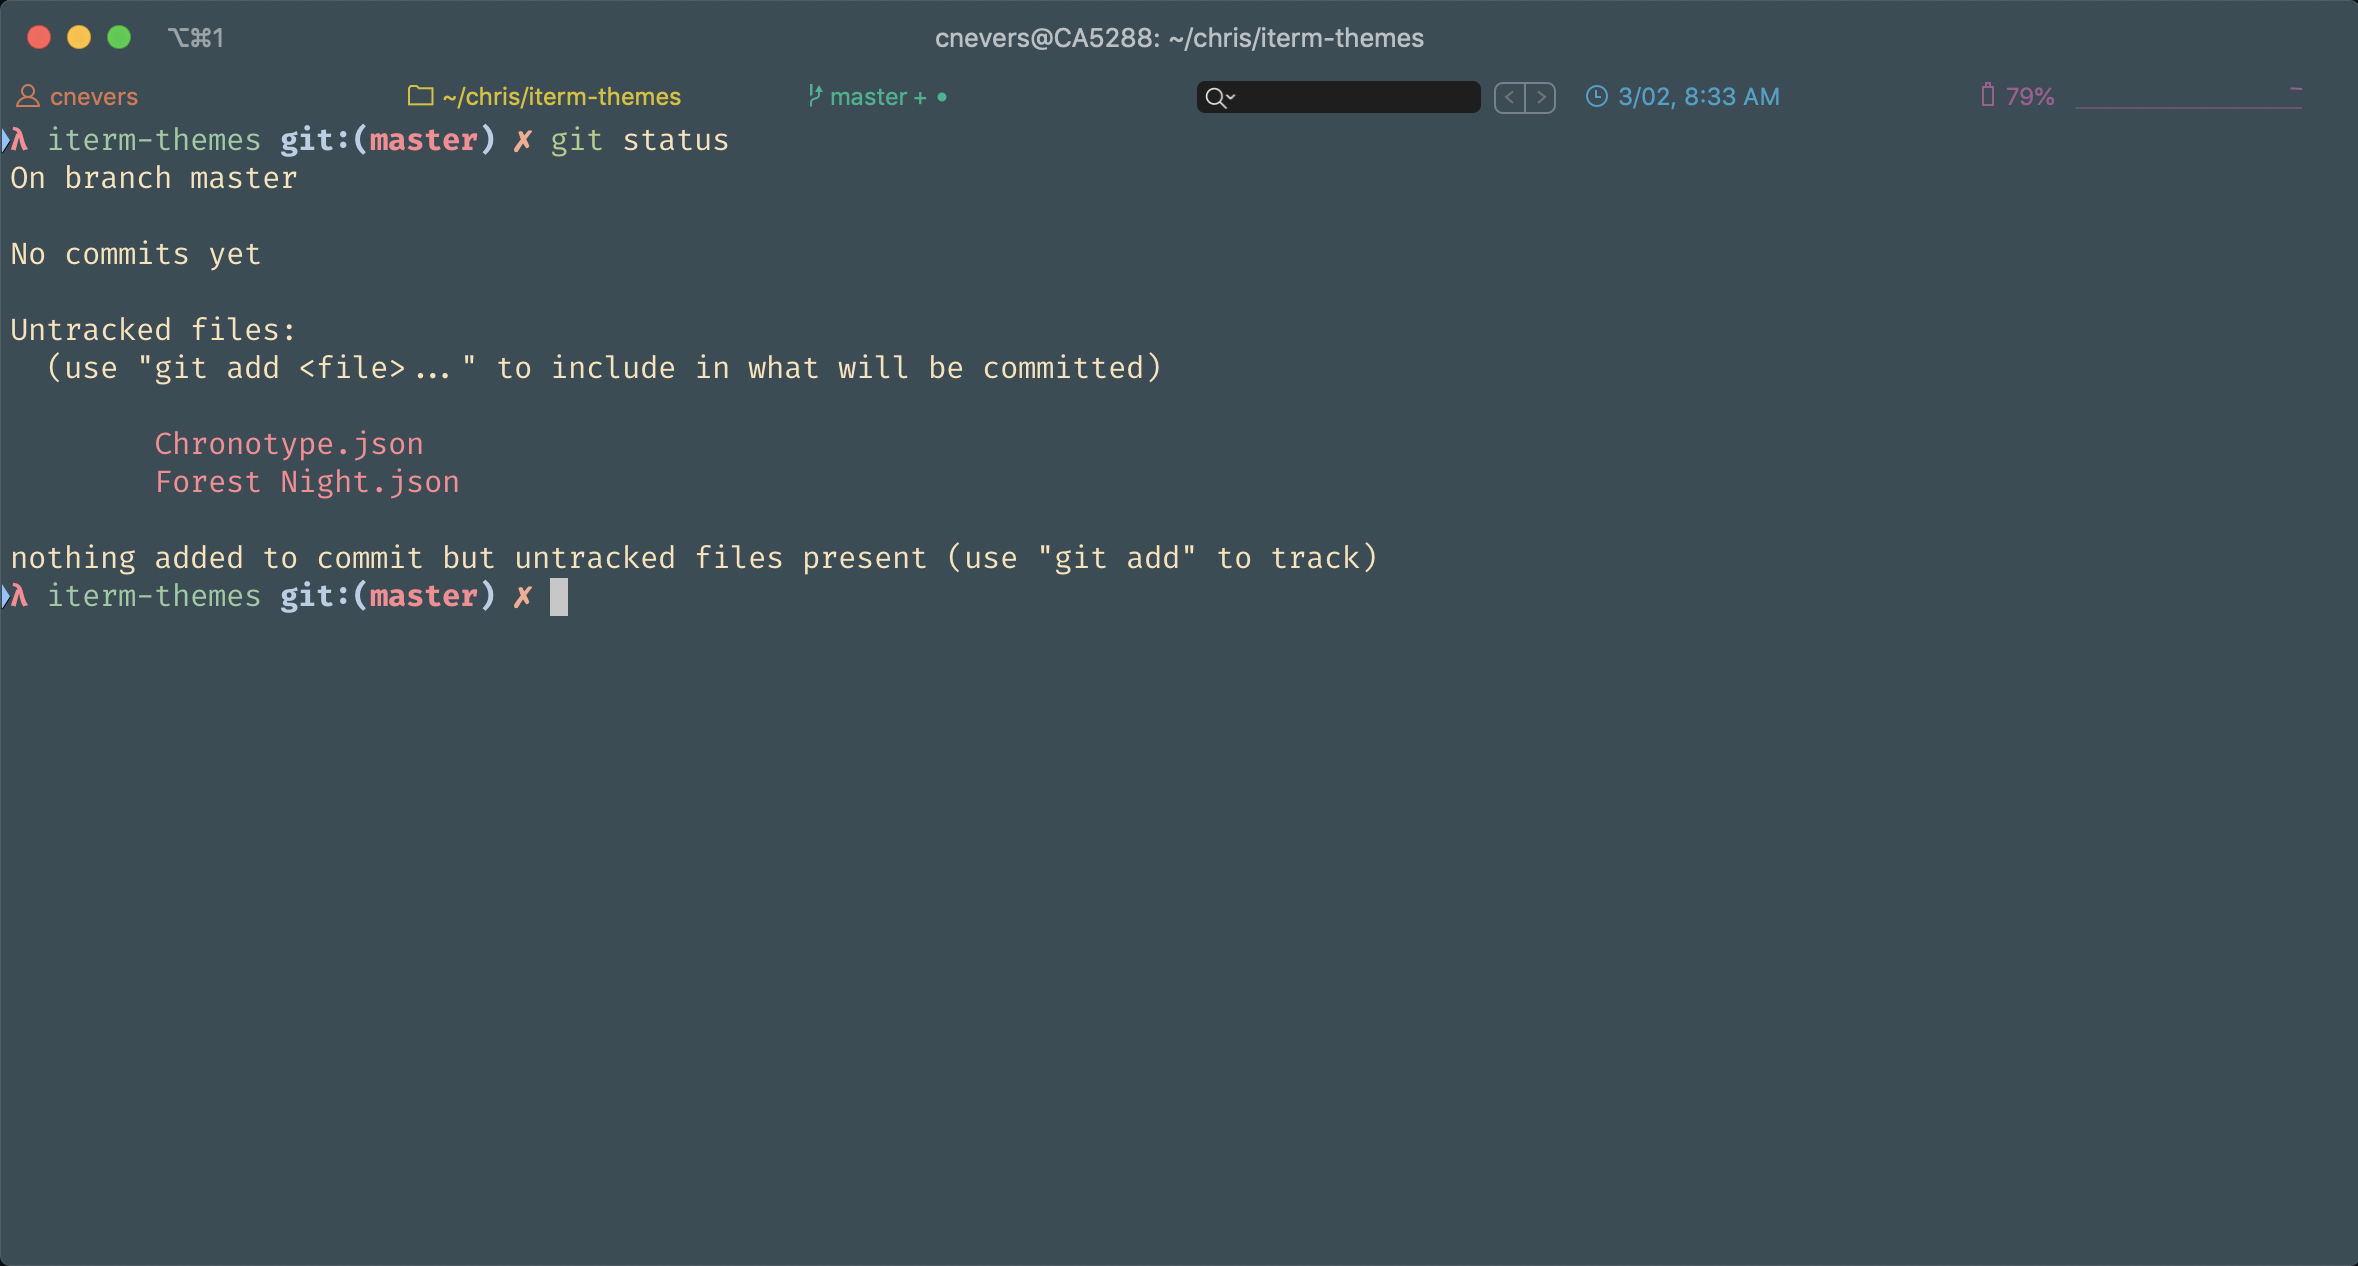 ⌥⌘1 cnevers@CA5288: ~/chris/iterm-themes
cnevers ~/chris/iterm-themes master + • 3/02, 8:33 AM 79%
λ iterm-themes git:(master) ✗ git status
On branch master
No commits yet
Untracked files:
(use "git add <file>..." to include in what will be committed)
Chronotype.json
Forest Night.json
nothing added to commit but untracked files present (use "git add" to track)
λ iterm-themes git:(master) ✗